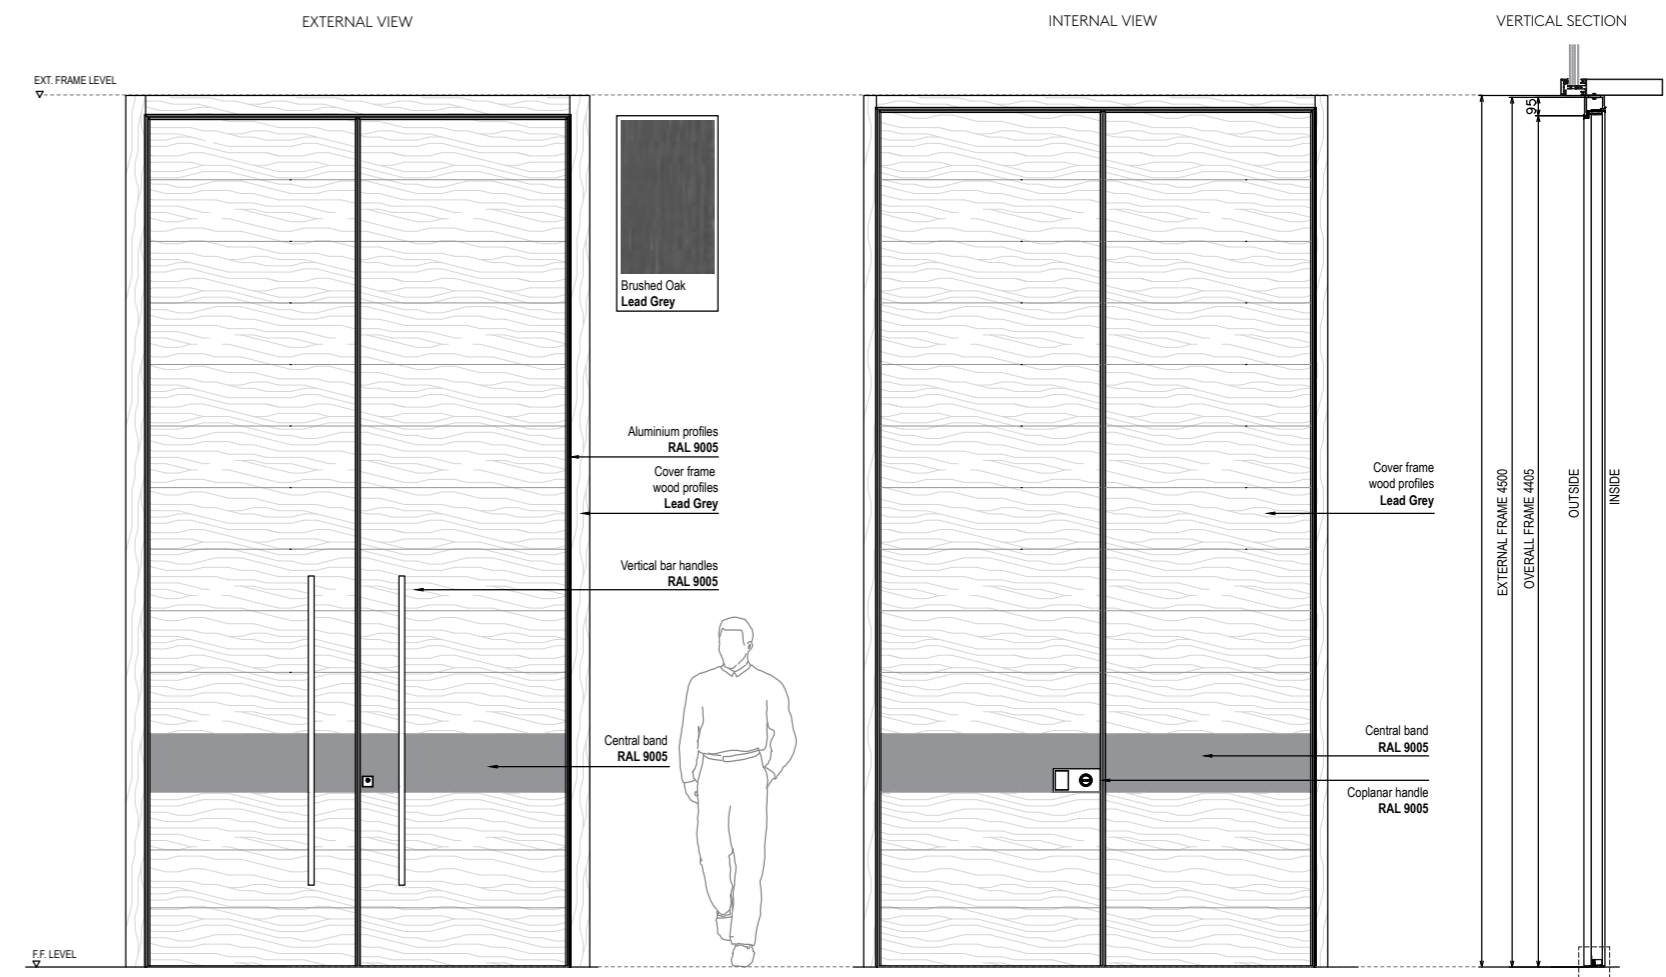 EXTERNAL VIEW
INTERNAL VIEW
VERTICAL SECTION
EXT. FRAME LEVEL
95
Brushed Oak
Lead Grey
Aluminium profiles
RAL 9005
Cover frame
wood profiles
Lead Grey
Vertical bar handles
RAL 9005
Central band
RAL 9005
Cover frame
wood profiles
Lead Grey
Central band
RAL 9005
Coplanar handle
RAL 9005
EXTERNAL FRAME 4500
OVERALL FRAME 4405
OUTSIDE
INSIDE
F.F. LEVEL